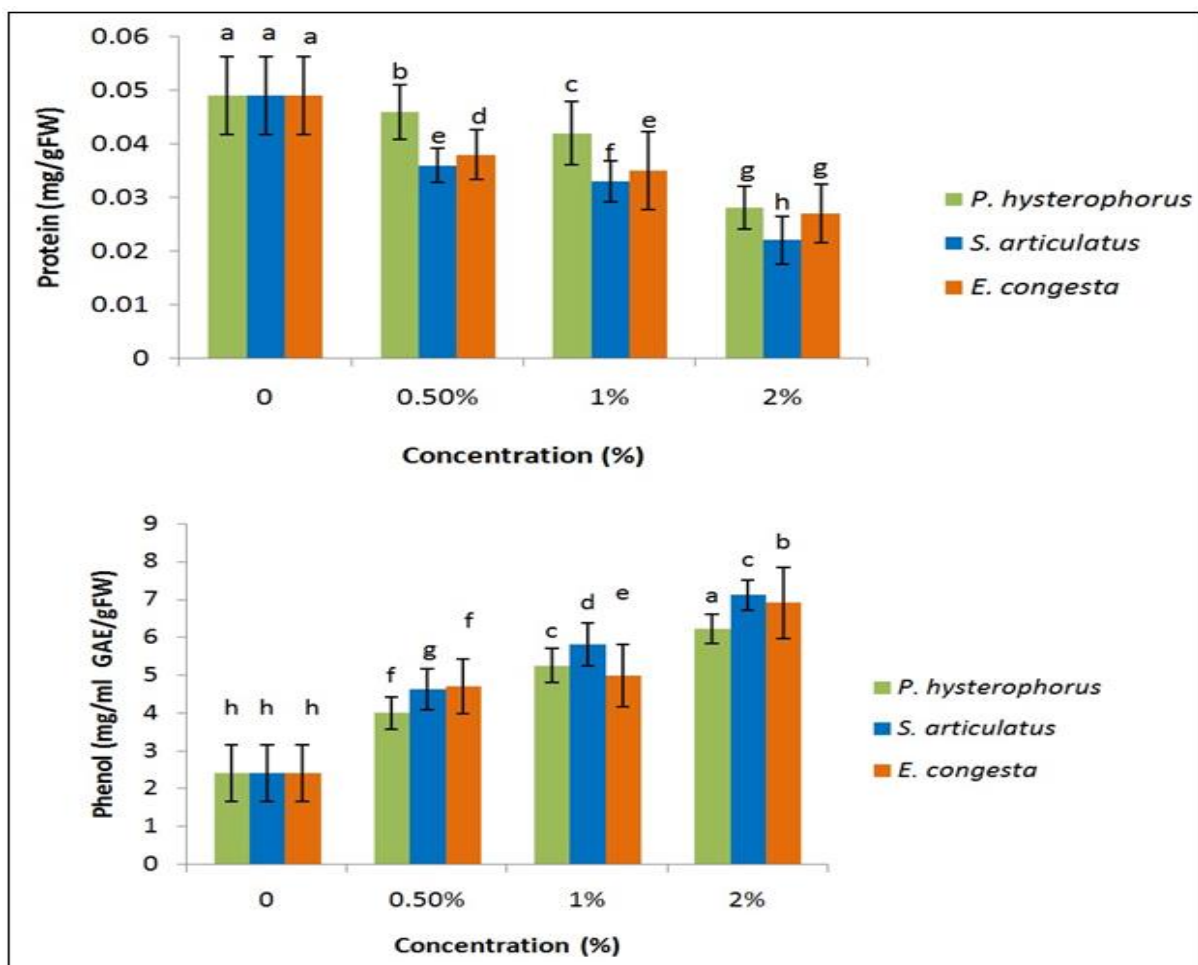 Protein (mg/gFW)
0.06
0.05
0.04
0.03
0.02
0.01
0
a a a
b e d
c f e
g h g
0 0.50% 1% 2%
Concentration (%)
P. hysterophorus
S. articulatus
E. congesta
Phenol (mg/ml GAE/gFW)
9
8
7
6
5
4
3
2
1
0
h h h
f g f
c d e
a c b
0 0.50% 1% 2%
Concentration (%)
P. hysterophorus
S. articulatus
E. congesta